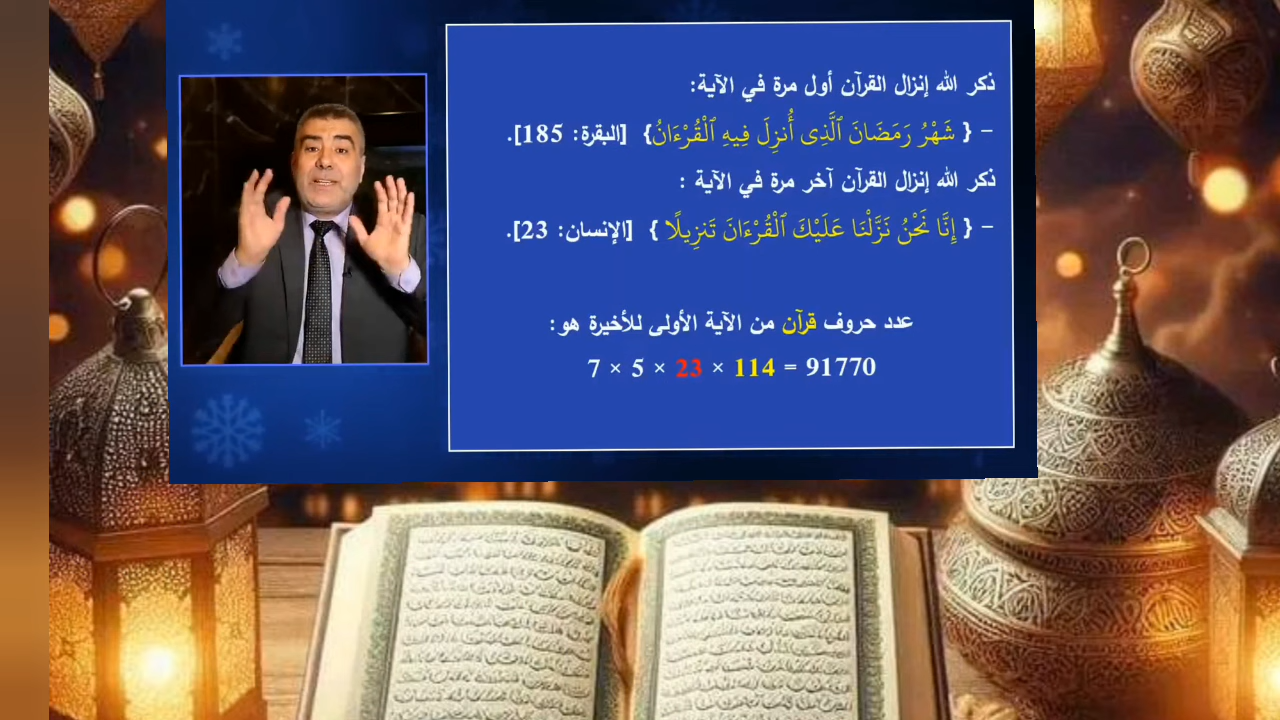 ذكر الله إنزال القرآن أول مرة في الآية:
- { شَهْرُ رَمَضَانَ ٱلَّذِى أُنزِلَ فِيهِ ٱلْقُرْءَانُ} [البقرة: 185].
ذكر الله إنزال القرآن آخر مرة في الآية :
- { إِنَّا نَحْنُ نَزَّلْنَا عَلَيْكَ ٱلْقُرْءَانَ تَنزِيلًا } [الإنسان: 23].
عدد حروف قرآن من الآية الأولى للأخيرة هو:
7 × 5 × 23 × 114 = 91770